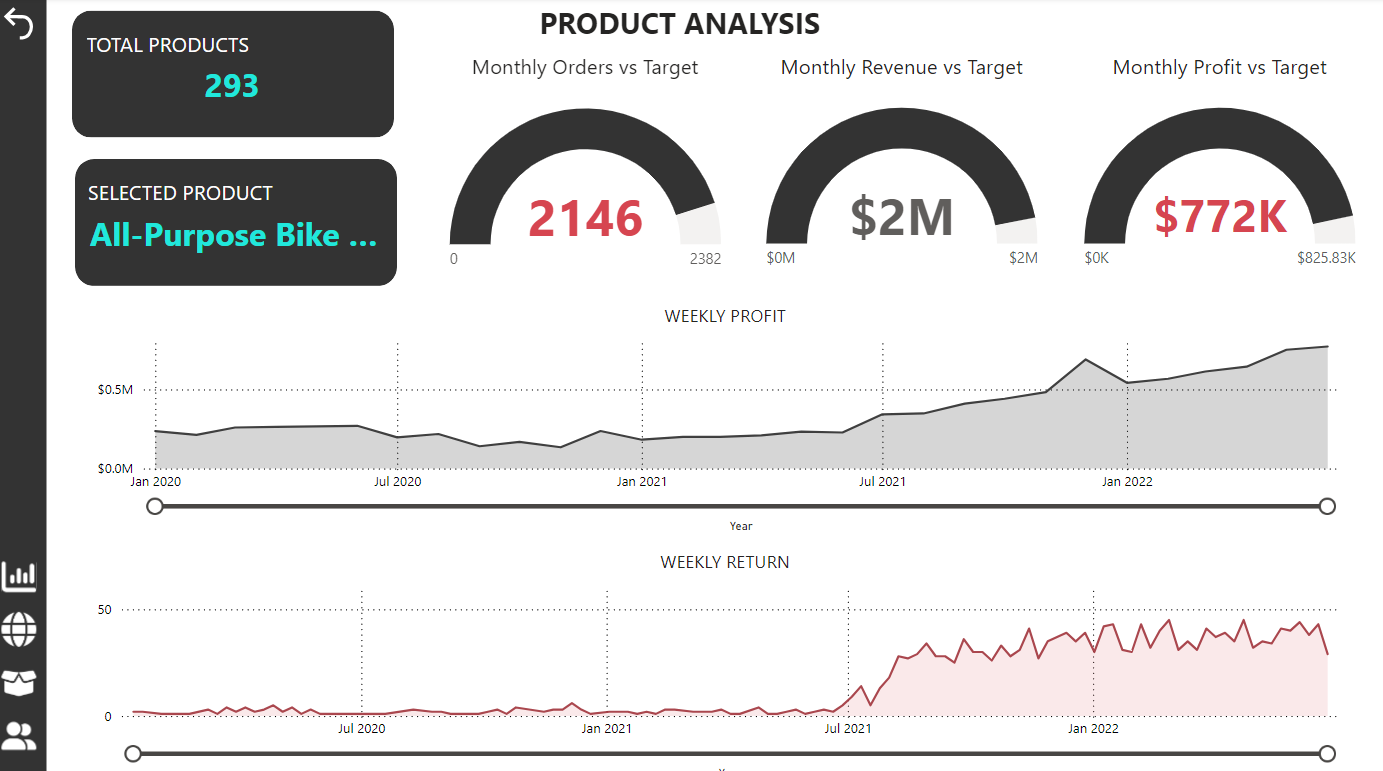 PRODUCT ANALYSIS
TOTAL PRODUCTS
293
SELECTED PRODUCT
All-Purpose Bike ...
Monthly Orders vs Target
2146
0
2382
Monthly Revenue vs Target
$2M
$0M
$2M
Monthly Profit vs Target
$772K
$0K
$825.83K
WEEKLY PROFIT
$0.5M
$0.0M
Jan 2020
Jul 2020
Jan 2021
Jul 2021
Jan 2022
Year
WEEKLY RETURN
50
0
Jul 2020
Jan 2021
Jul 2021
Jan 2022